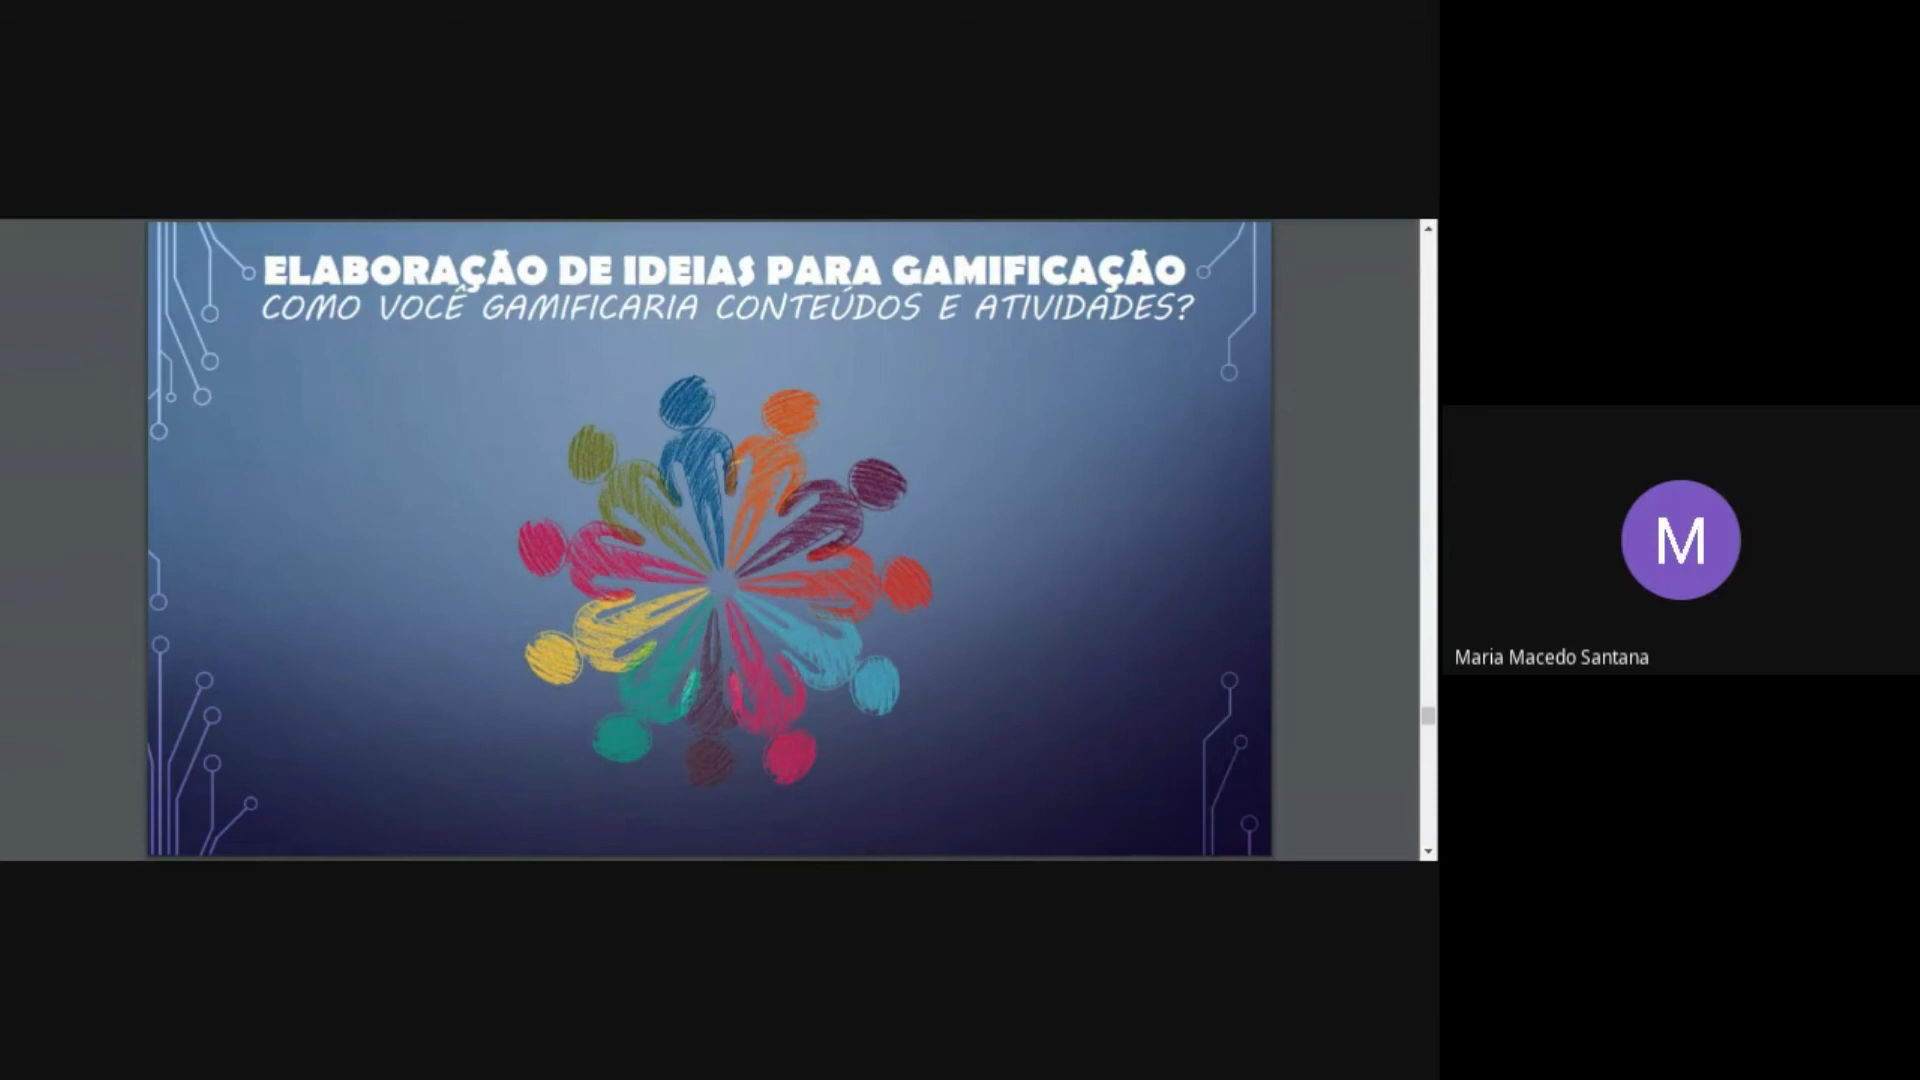 ELABORAÇÃO DE IDEIAS PARA GAMIFICAÇÃO
COMO VOCÊ GAMIFICARIA CONTEÚDOS E ATIVIDADES?
M
Maria Macedo Santana